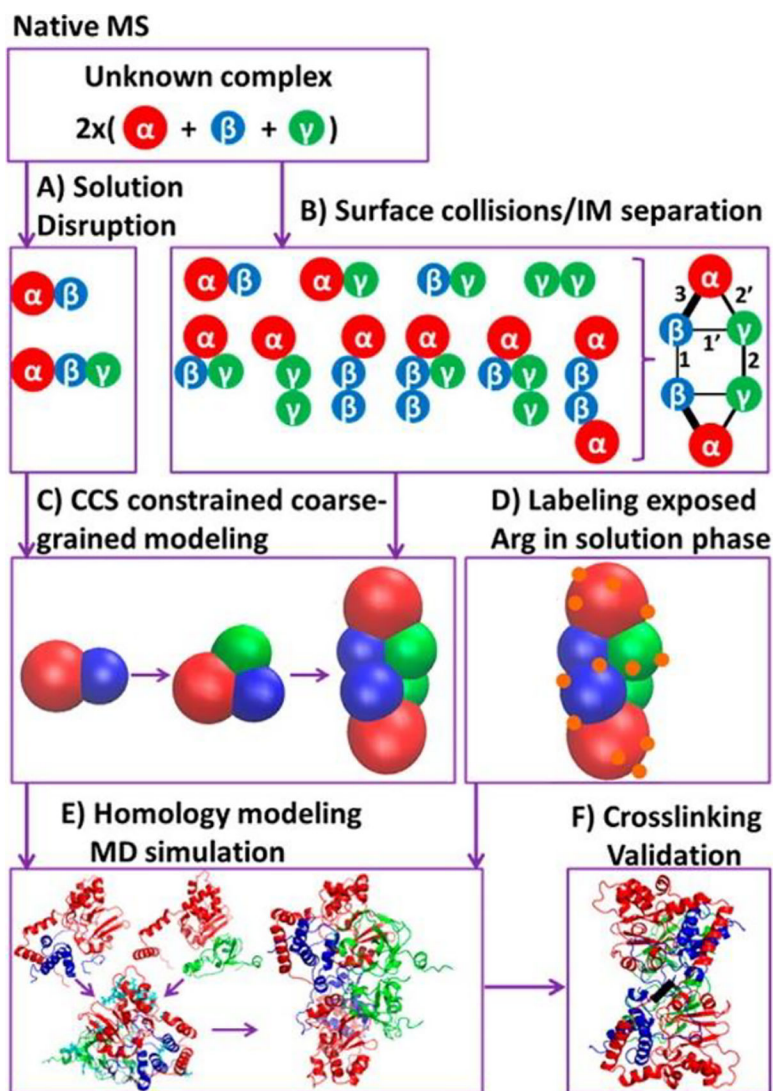 Native MS
Unknown complex
2x( α + β + γ )
A) Solution
Disruption
B) Surface collisions/IM separation
α β
α β γ
α β α γ β γ γ γ
α α α α α α
β γ γ β β γ β γ β
γ β β γ β
α
α
3 2'
β γ
1'
1 2
β γ
α
C) CCS constrained coarse-
grained modeling
D) Labeling exposed
Arg in solution phase
E) Homology modeling
MD simulation
F) Crosslinking
Validation